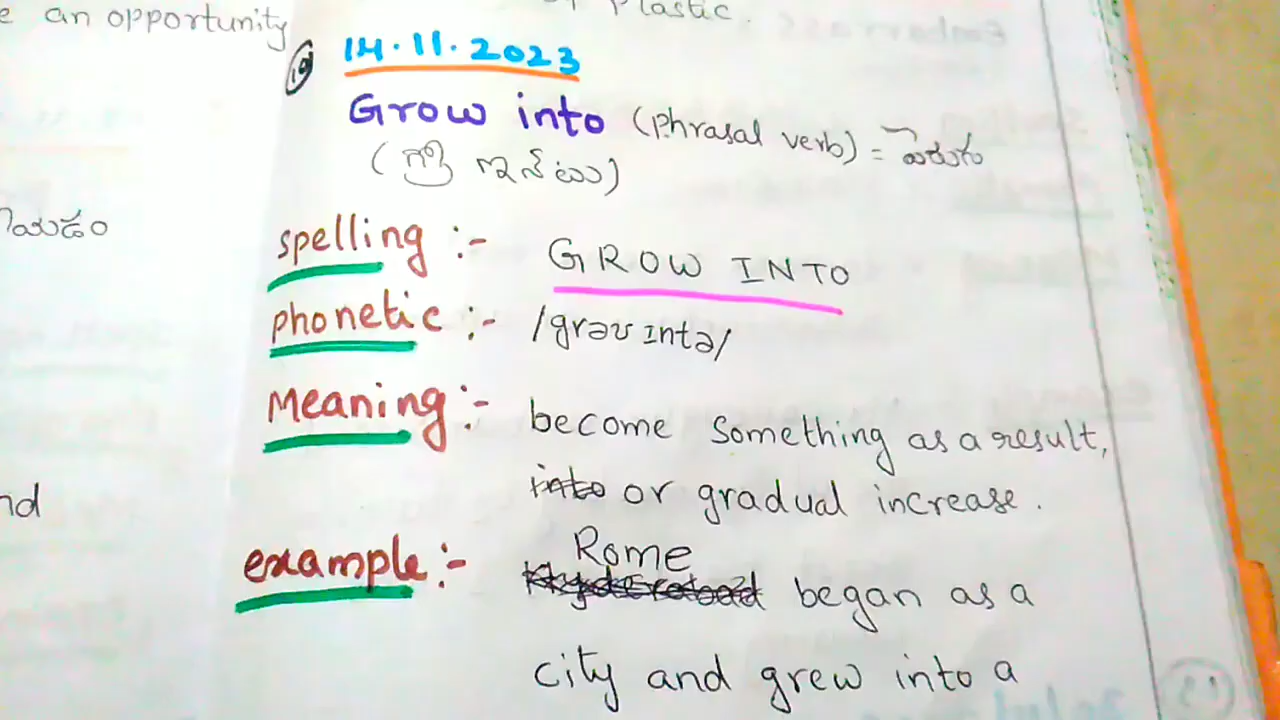 an opportunity
plastic.
14.11.2023
Grow into (phrasal verb) = పెరుగు
(గ్రో ఇన్‌టు)
spelling :- GROW INTO
phonetic :- /grəʊ ɪntə/
Meaning :- become something as a result,
into or gradual increase.
example :- Rome
began as a
city and grew into a